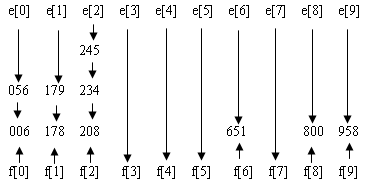 e[0] e[1] e[2] e[3] e[4] e[5] e[6] e[7] e[8] e[9]
245
056 179 234
006 178 208 651 800 958
f[0] f[1] f[2] f[3] f[4] f[5] f[6] f[7] f[8] f[9]